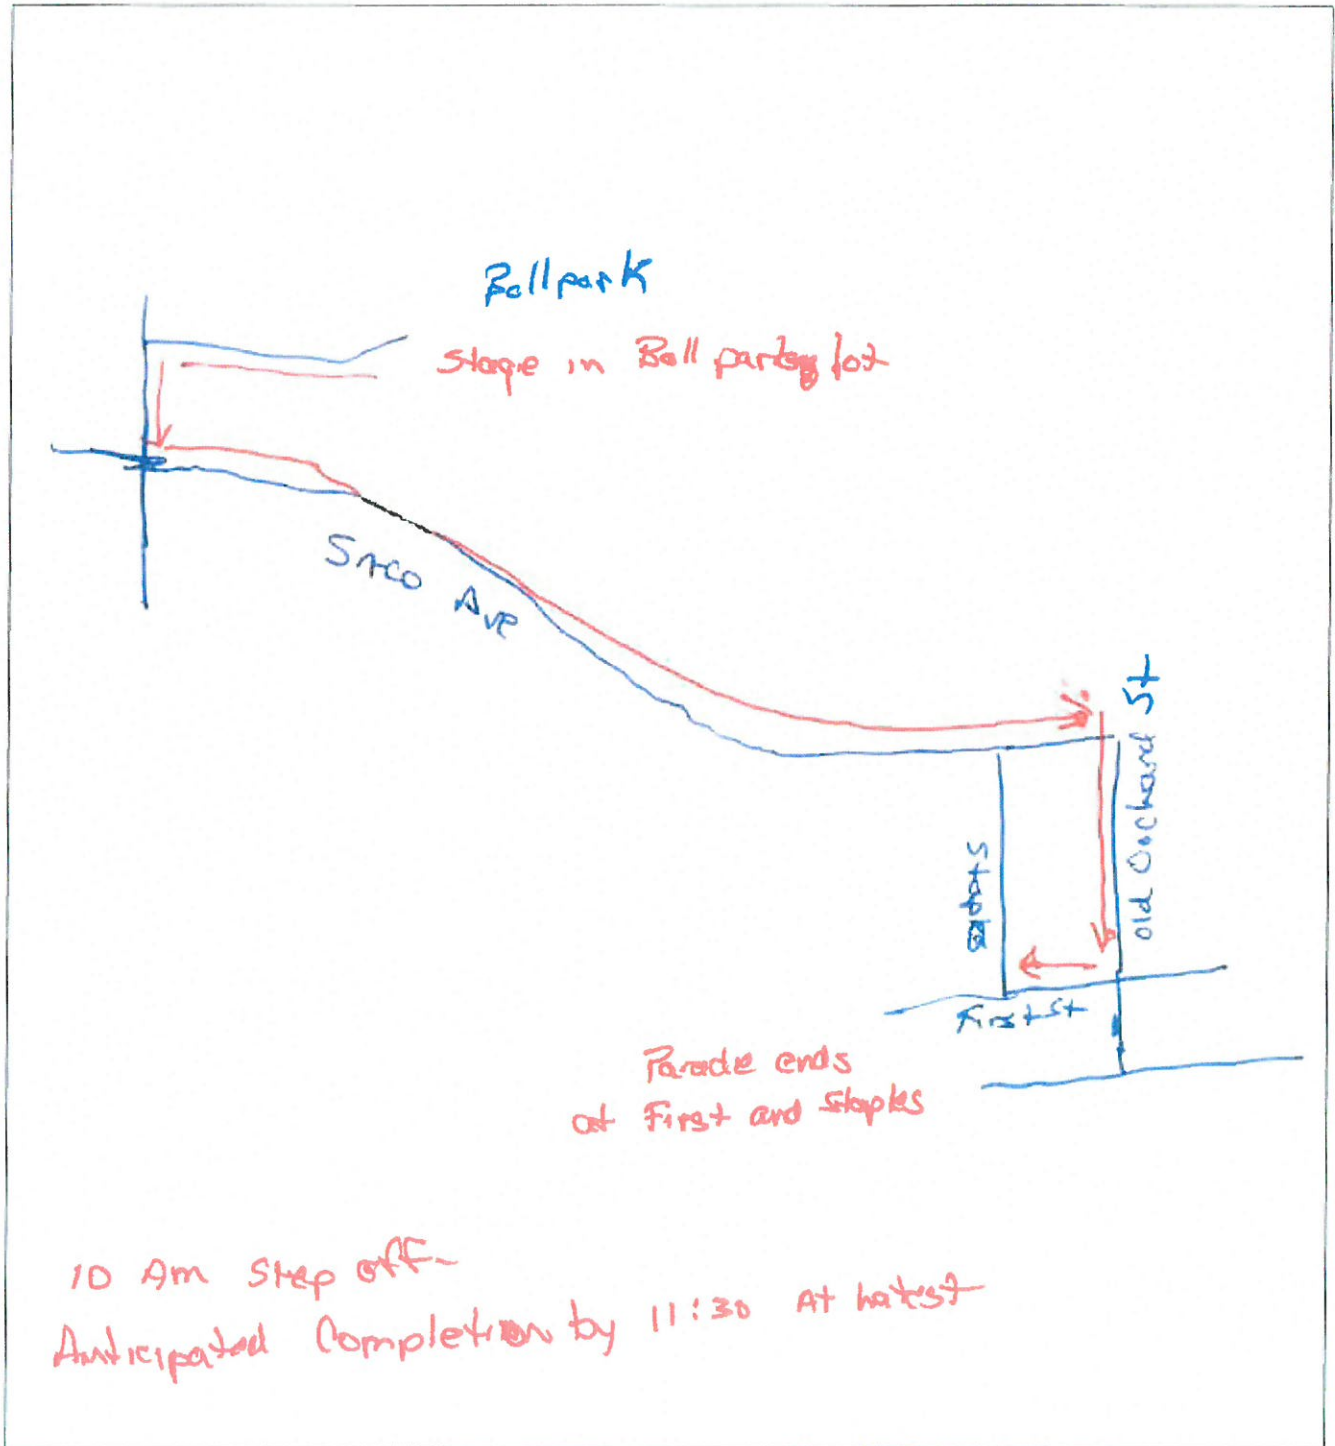 Ballpark
Stage in Ball parking lot
Saco Ave
Old Orchard St
Staples
First St
Parade ends
at First and Staples
10 Am Step off-
Anticipated Completion by 11:30 At Latest